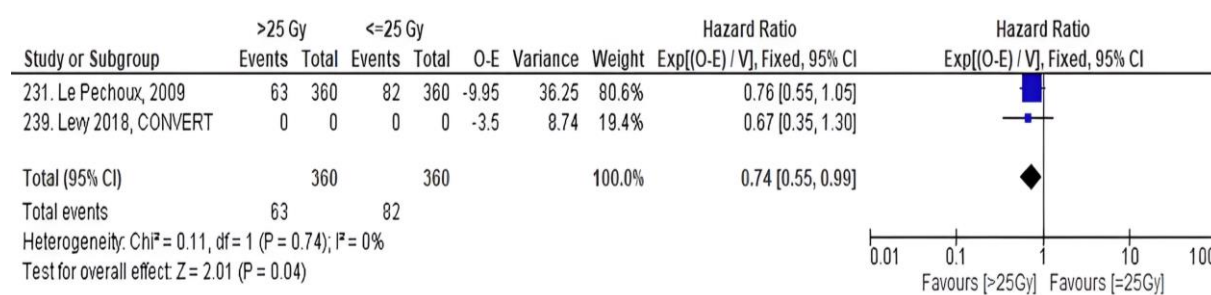 >25 Gy <=25 Gy Hazard Ratio Hazard Ratio
Study or Subgroup Events Total Events Total O-E Variance Weight Exp[(O-E) / V], Fixed, 95% CI Exp[(O-E) / V], Fixed, 95% CI
231. Le Pechoux, 2009 63 360 82 360 -9.95 36.25 80.6% 0.76 [0.55, 1.05]
239. Levy 2018, CONVERT 0 0 0 0 -3.5 8.74 19.4% 0.67 [0.35, 1.30]
Total (95% CI) 360 360 100.0% 0.74 [0.55, 0.99]
Total events 63 82
Heterogeneity: Chi² = 0.11, df = 1 (P = 0.74); I² = 0%
Test for overall effect: Z = 2.01 (P = 0.04)
0.01 0.1 1 10 100
Favours [>25Gy] Favours [=25Gy]